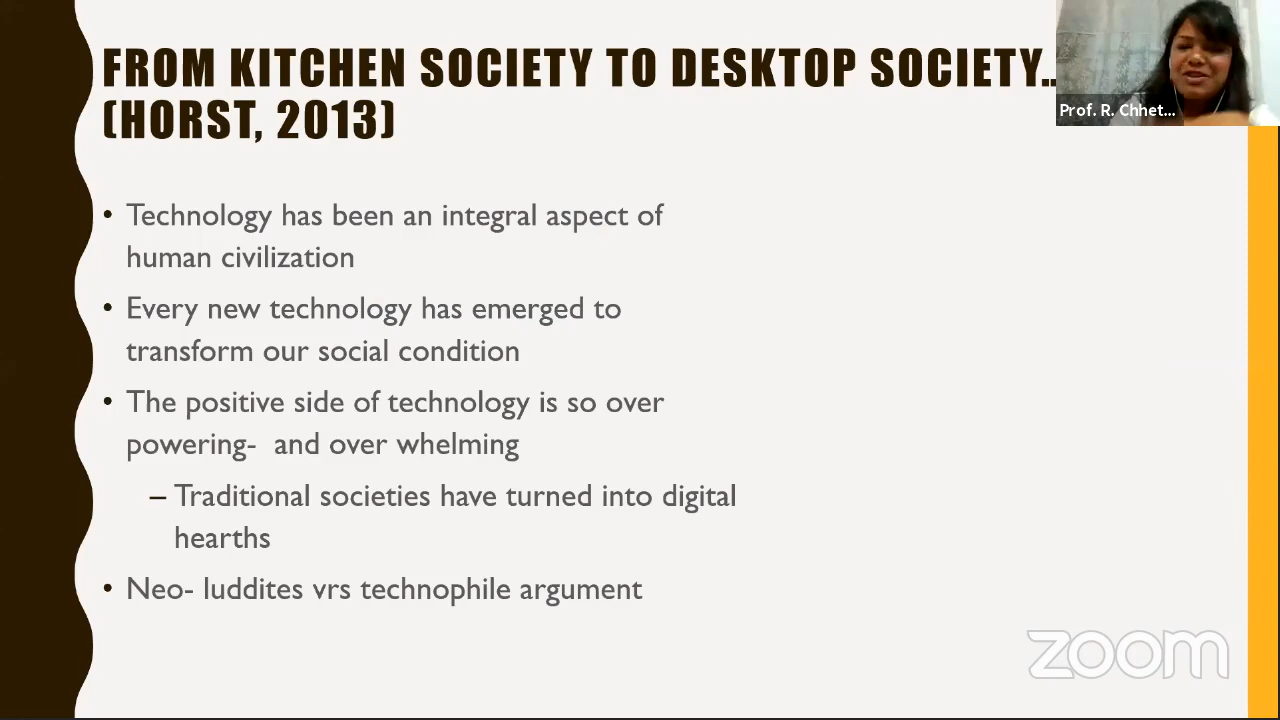 FROM KITCHEN SOCIETY TO DESKTOP SOCIETY..
(HORST, 2013)
Prof. R. Chhet...
• Technology has been an integral aspect of
human civilization
• Every new technology has emerged to
transform our social condition
• The positive side of technology is so over
powering-  and over whelming
– Traditional societies have turned into digital
hearths
• Neo- luddites vrs technophile argument
zoom